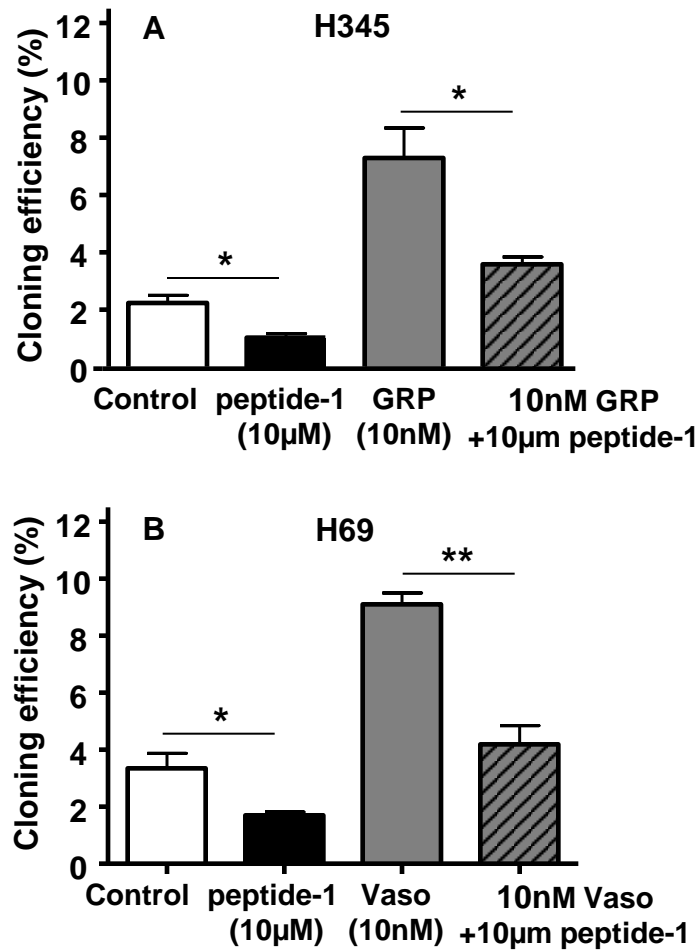 A
H345
Cloning efficiency (%)
12
10
8
6
4
2
0
*
*
Control
peptide-1
(10µM)
GRP
(10nM)
10nM GRP
+10µm peptide-1
B
H69
Cloning efficiency (%)
12
10
8
6
4
2
0
*
**
Control
peptide-1
(10µM)
Vaso
(10nM)
10nM Vaso
+10µm peptide-1